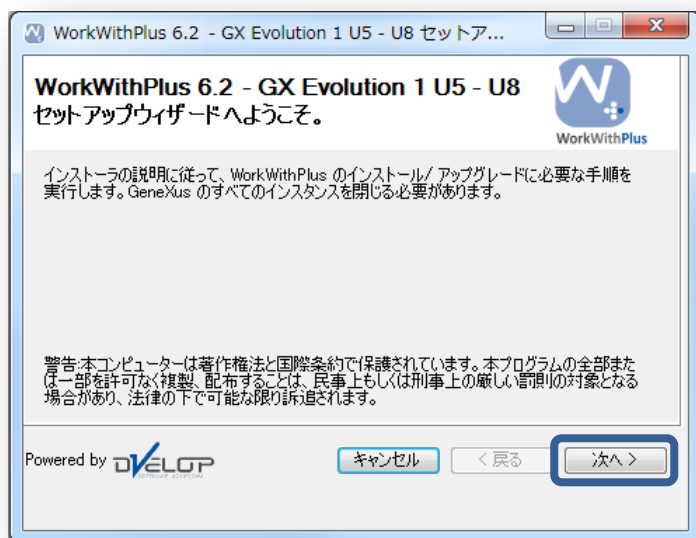 WorkWithPlus 6.2 - GX Evolution 1 U5 - U8 セットア...
WorkWithPlus 6.2 - GX Evolution 1 U5 - U8
セットアップウィザードへようこそ。
WorkWithPlus
インストーラの説明に従って、WorkWithPlus のインストール/アップグレードに必要な手順を
実行します。GeneXus のすべてのインスタンスを閉じる必要があります。
警告:本コンピューターは著作権法と国際条約で保護されています。本プログラムの全部また
は一部を許可なく複製、配布することは、民事上もしくは刑事上の厳しい罰則の対象となる
場合があり、法律の下で可能な限り訴追されます。
Powered by DVELOP
キャンセル
< 戻る
次へ >